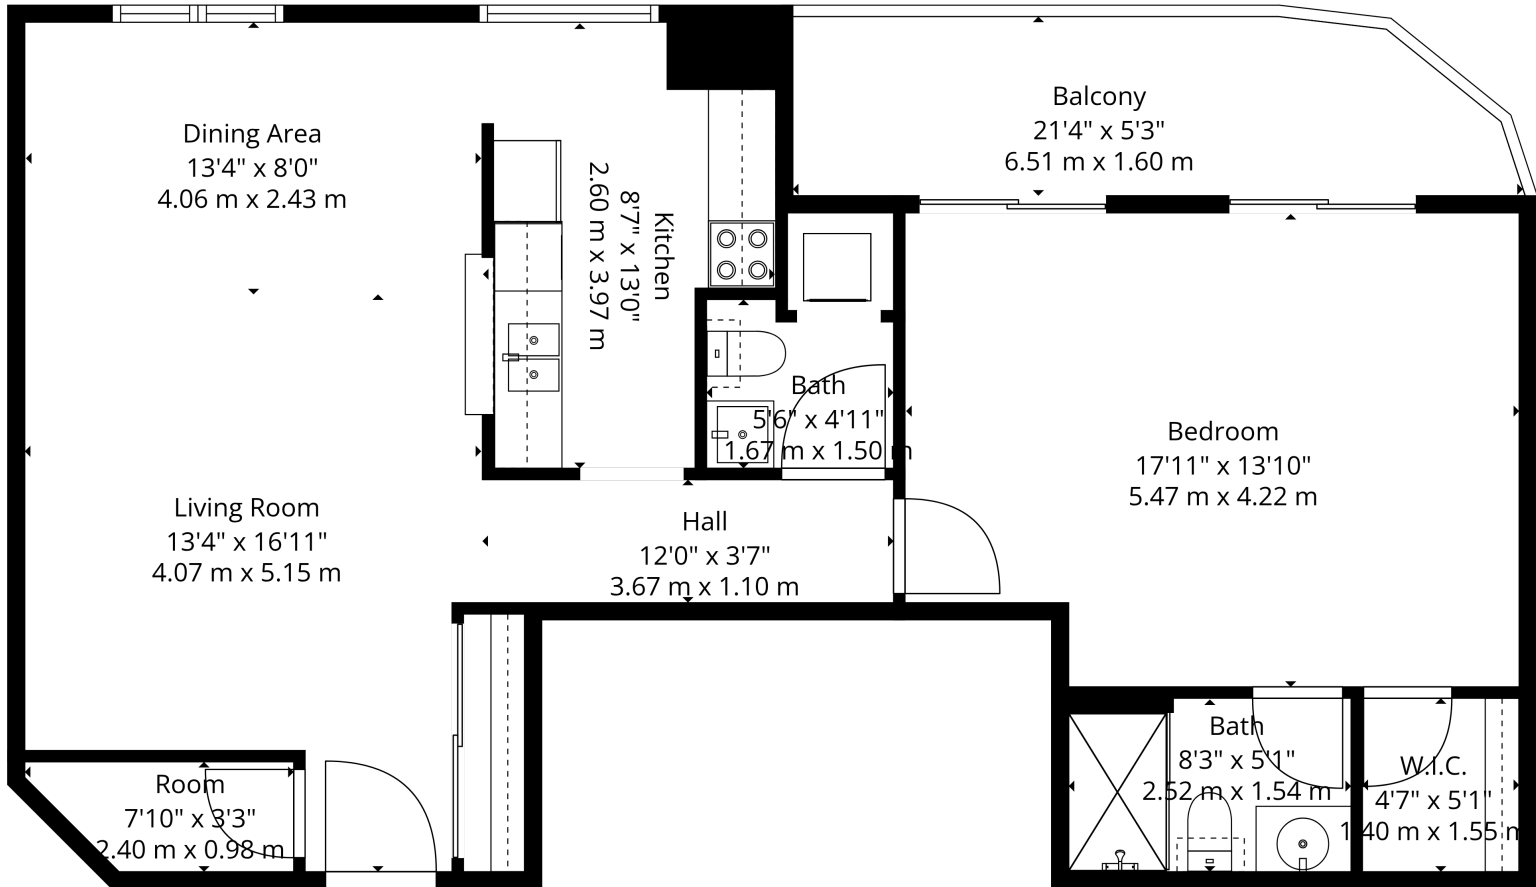 Balcony
21'4" x 5'3"
6.51 m x 1.60 m
Dining Area
13'4" x 8'0"
4.06 m x 2.43 m
Kitchen
8'7" x 13'0"
2.60 m x 3.97 m
Bath
5'6" x 4'11"
1.67 m x 1.50 m
Bedroom
17'11" x 13'10"
5.47 m x 4.22 m
Living Room
13'4" x 16'11"
4.07 m x 5.15 m
Hall
12'0" x 3'7"
3.67 m x 1.10 m
Room
7'10" x 3'3"
2.40 m x 0.98 m
Bath
8'3" x 5'1"
2.52 m x 1.54 m
W.I.C.
4'7" x 5'1"
1.40 m x 1.55 m